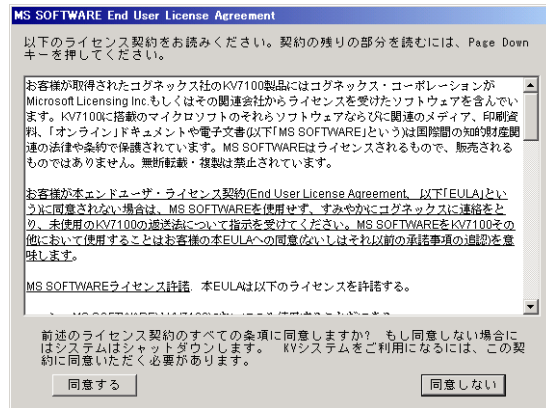 MS SOFTWARE End User License Agreement
以下のライセンス契約をお読みください。契約の残りの部分を読むには、Page Down
キーを押してください。
お客様が取得されたコグネックス社のKV7100製品にはコグネックス・コーポレーションが
Microsoft Licensing Inc.もしくはその関連会社からライセンスを受けたソフトウェアを含んでい
ます。KV7100に搭載のマイクロソフトのそれらソフトウェアならびに関連のメディア、印刷資
料、「オンライン」ドキュメントや電子文書(以下「MS SOFTWARE」という)は国際間の知的財産関
連の法律や条約で保護されています。MS SOFTWAREはライセンスされるもので、販売される
ものではありません。無断転載・複製は禁止されています。
お客様が本エンドユーザ・ライセンス契約(End User License Agreement、以下「EULA」とい
う)に同意されない場合は、MS SOFTWAREを使用せず、すみやかにコグネックスに連絡をと
り、未使用のKV7100の返送法について指示を受けてください。MS SOFTWAREをKV7100その
他において使用することはお客様の本EULAへの同意(ないしはそれ以前の承諾事項の追認)を意
味します。
MS SOFTWAREライセンス許諾. 本EULAは以下のライセンスを許諾する。
前述のライセンス契約のすべての条項に同意しますか? もし同意しない場合に
はシステムはシャットダウンします。 KVシステムをご利用になるには、この契
約に同意いただく必要があります。
同意する
同意しない